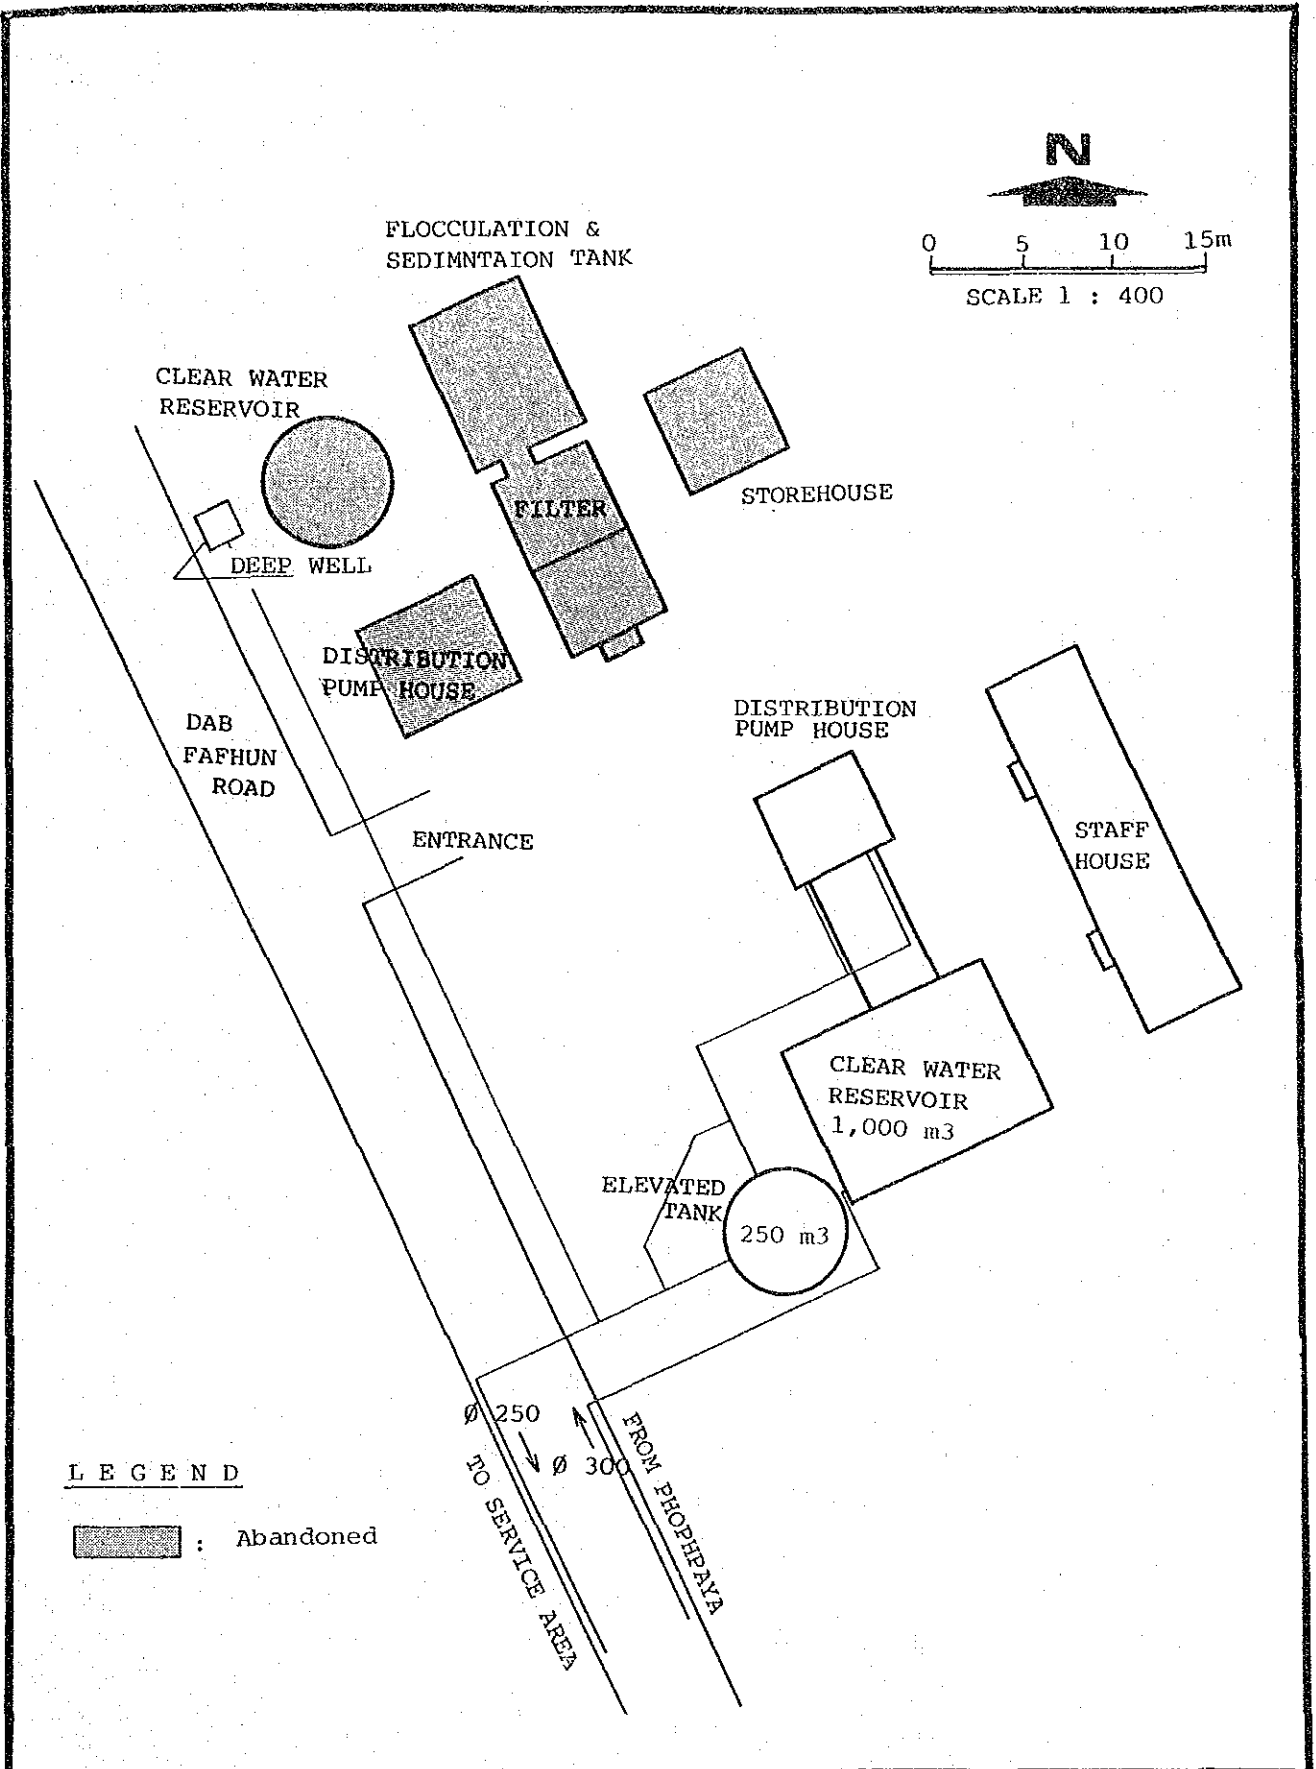 N
0 5 10 15m
SCALE 1 : 400
FLOCCULATION &
SEDIMNTAION TANK
CLEAR WATER
RESERVOIR
STOREHOUSE
FILTER
DEEP WELL
DISTRIBUTION
PUMP HOUSE
DAB
FAFHUN
ROAD
DISTRIBUTION
PUMP HOUSE
ENTRANCE
STAFF
HOUSE
CLEAR WATER
RESERVOIR
1,000 m3
ELEVATED
TANK
250 m3
Ø 250
Ø 300
FROM PHOPHPAYA
TO SERVICE AREA
LEGEND
: Abandoned